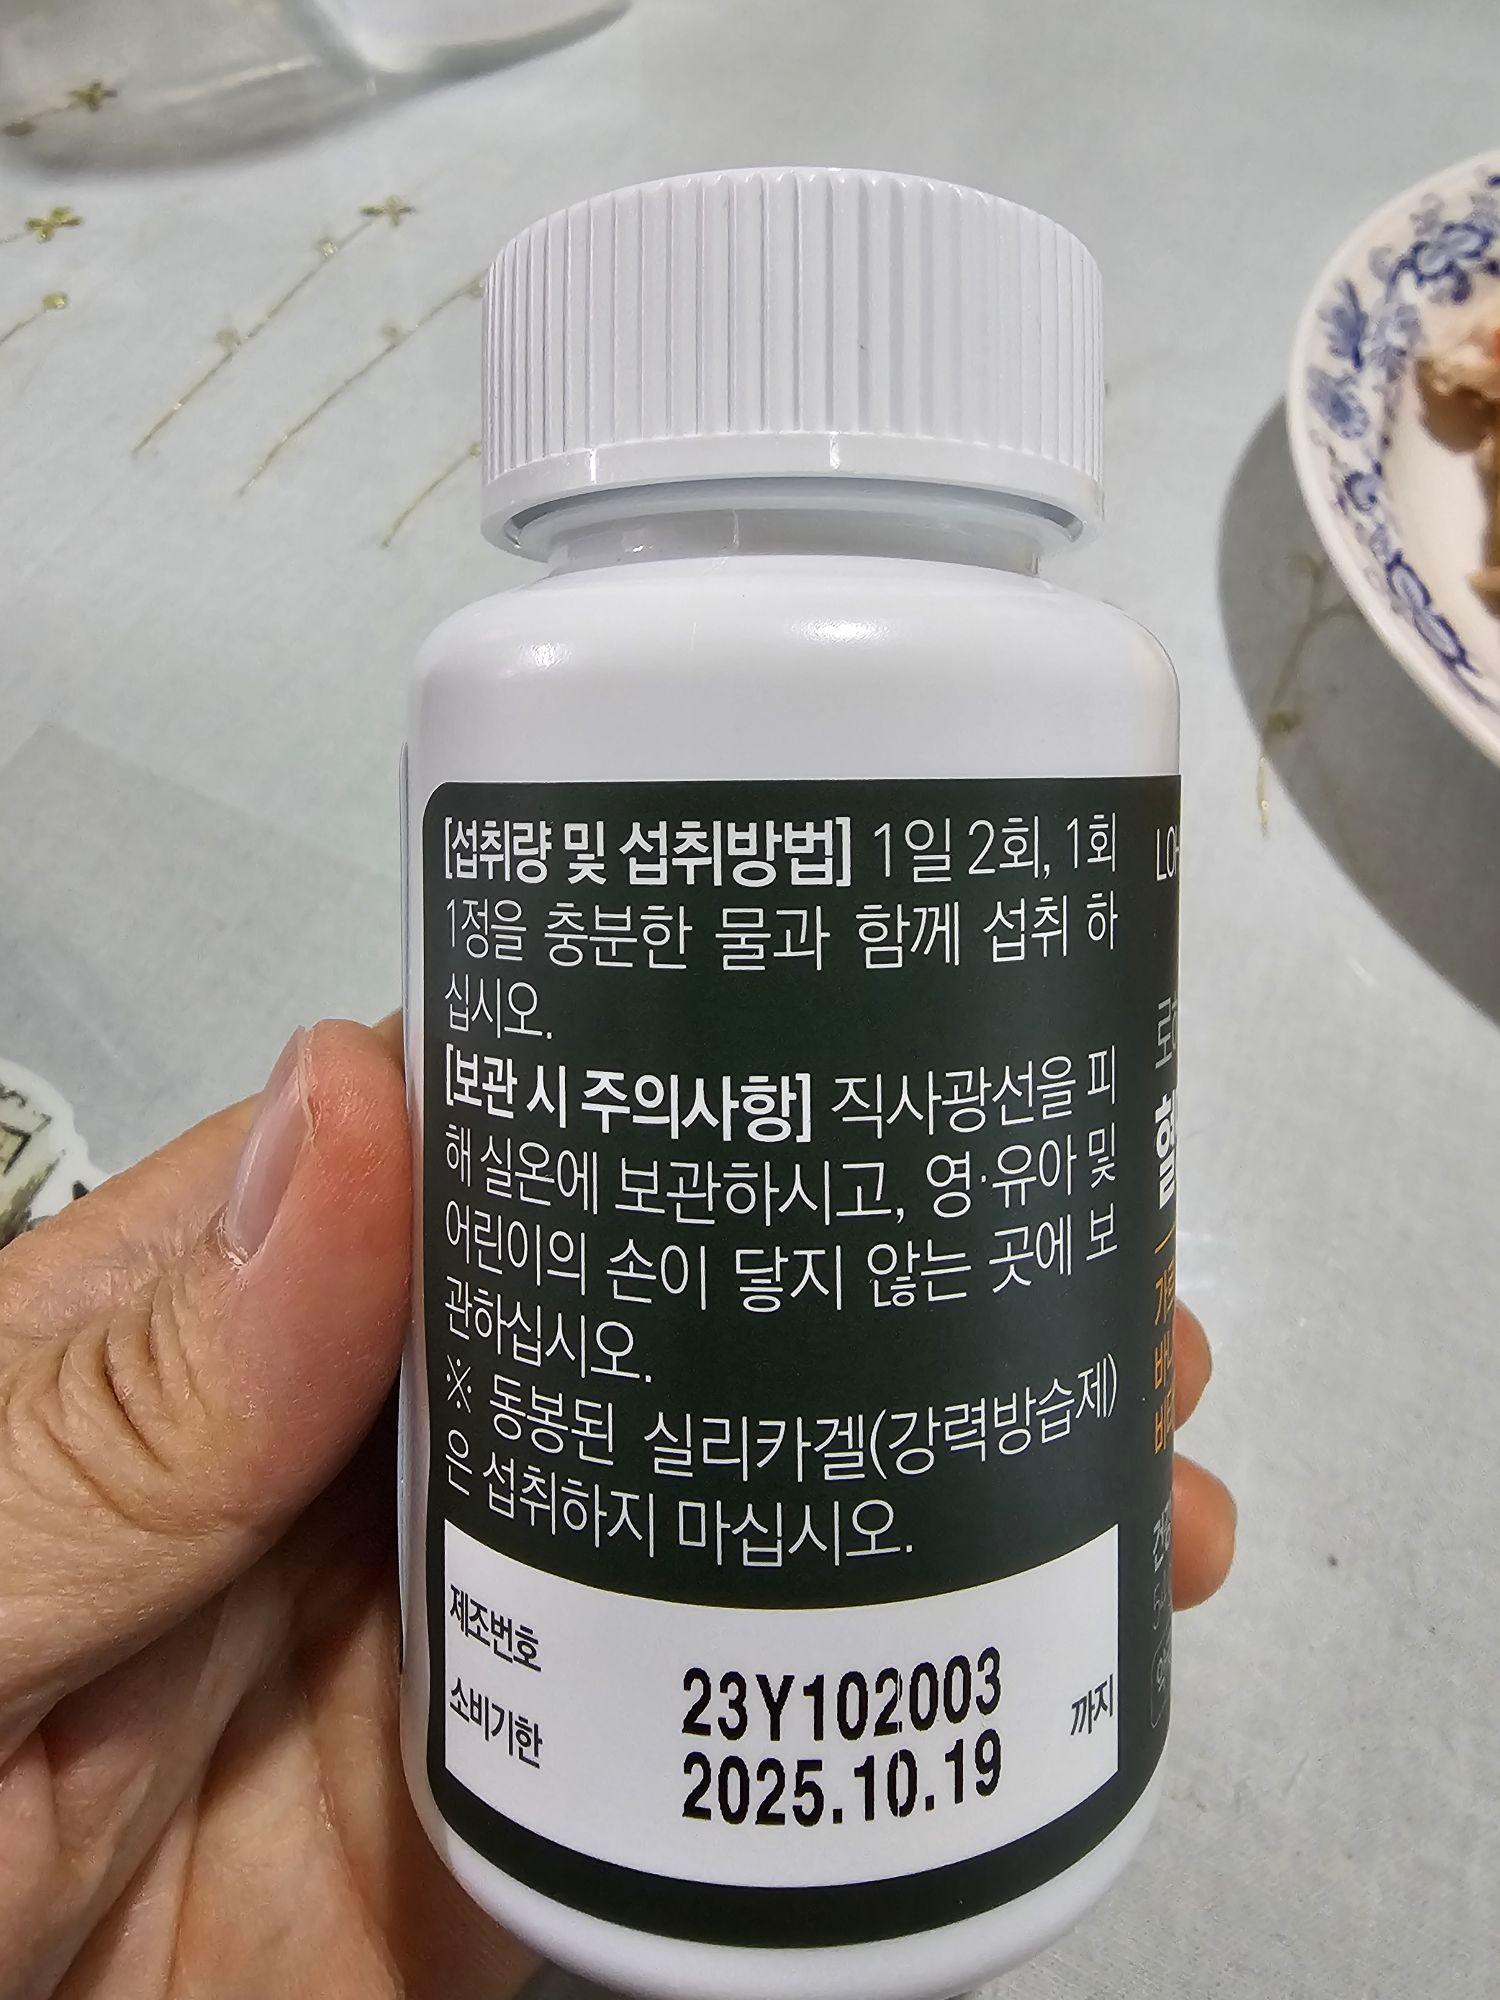 [섭취량 및 섭취방법] 1일 2회, 1회
1정을 충분한 물과 함께 섭취 하
십시오.
[보관 시 주의사항] 직사광선을 피
해 실온에 보관하시고, 영·유아 및
어린이의 손이 닿지 않는 곳에 보
관하십시오.
※ 동봉된 실리카겔(강력방습제)
은 섭취하지 마십시오.
제조번호 23Y102003
소비기한 2025.10.19 까지